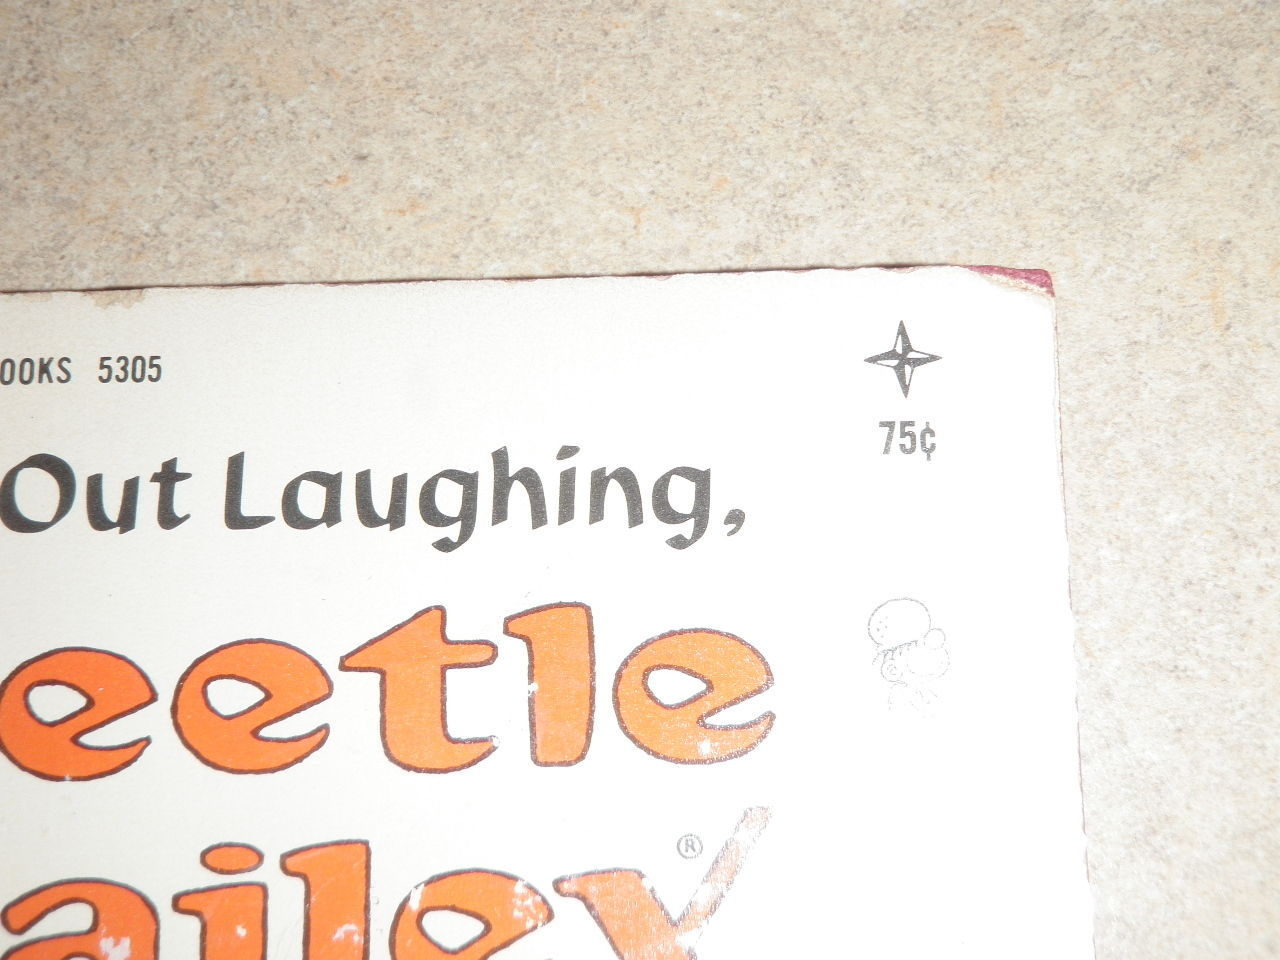 OOKS 5305
75¢
Out Laughing,
eetle
ailey®